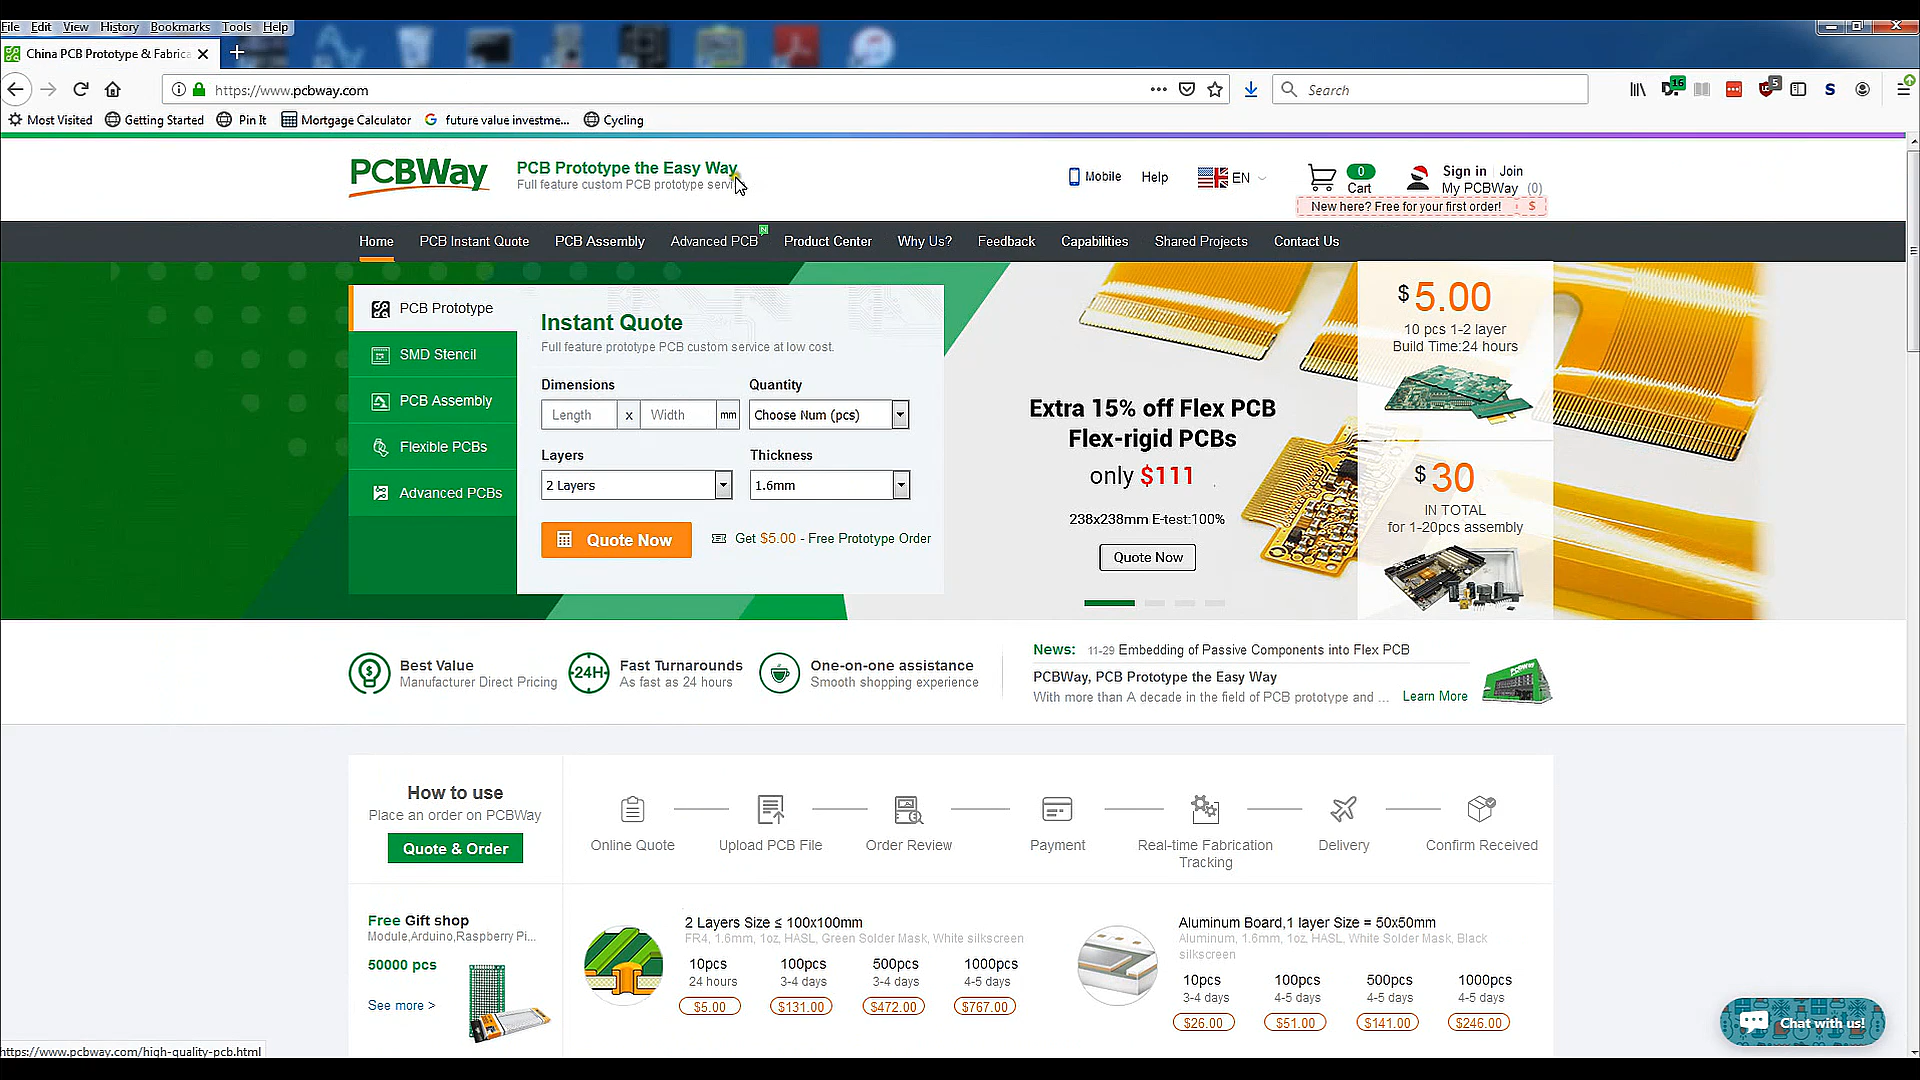 File Edit View History Bookmarks Tools Help
China PCB Prototype & Fabrica
https://www.pcbway.com
Search
16
5
S
Most Visited Getting Started Pin It Mortgage Calculator future value investme... Cycling
PCBWay
PCB Prototype the Easy Way
Full feature custom PCB prototype servi
Mobile Help EN
0
Cart
Sign in Join
My PCBWay (0)
New here? Free for your first order! $
Home PCB Instant Quote PCB Assembly Advanced PCB N Product Center Why Us? Feedback Capabilities Shared Projects Contact Us
PCB Prototype
SMD Stencil
PCB Assembly
Flexible PCBs
Advanced PCBs
Instant Quote
Full feature prototype PCB custom service at low cost.
Dimensions Quantity
Length x Width mm Choose Num (pcs)
Layers Thickness
2 Layers 1.6mm
Quote Now Get $5.00 - Free Prototype Order
Extra 15% off Flex PCB
Flex-rigid PCBs
only $111
238x238mm E-test:100%
Quote Now
$ 5.00
10 pcs 1-2 layer
Build Time:24 hours
$ 30
IN TOTAL
for 1-20pcs assembly
Best Value
Manufacturer Direct Pricing
24H
Fast Turnarounds
As fast as 24 hours
One-on-one assistance
Smooth shopping experience
News: 11-29 Embedding of Passive Components into Flex PCB
PCBWay, PCB Prototype the Easy Way
With more than A decade in the field of PCB prototype and ... Learn More
PCBWay
How to use
Place an order on PCBWay
Quote & Order
Online Quote
Upload PCB File
Order Review
Payment
Real-time Fabrication
Tracking
Delivery
Confirm Received
Free Gift shop
Module,Arduino,Raspberry Pi...
50000 pcs
See more >
2 Layers Size ≤ 100x100mm
FR4, 1.6mm, 1oz, HASL, Green Solder Mask, White silkscreen
10pcs 100pcs 500pcs 1000pcs
24 hours 3-4 days 3-4 days 4-5 days
$5.00 $131.00 $472.00 $767.00
Aluminum Board,1 layer Size = 50x50mm
Aluminum, 1.6mm, 1oz, HASL, White Solder Mask, Black
silkscreen
10pcs 100pcs 500pcs 1000pcs
3-4 days 4-5 days 4-5 days 4-5 days
$26.00 $51.00 $141.00 $246.00
Chat with us!
https://www.pcbway.com/high-quality-pcb.html